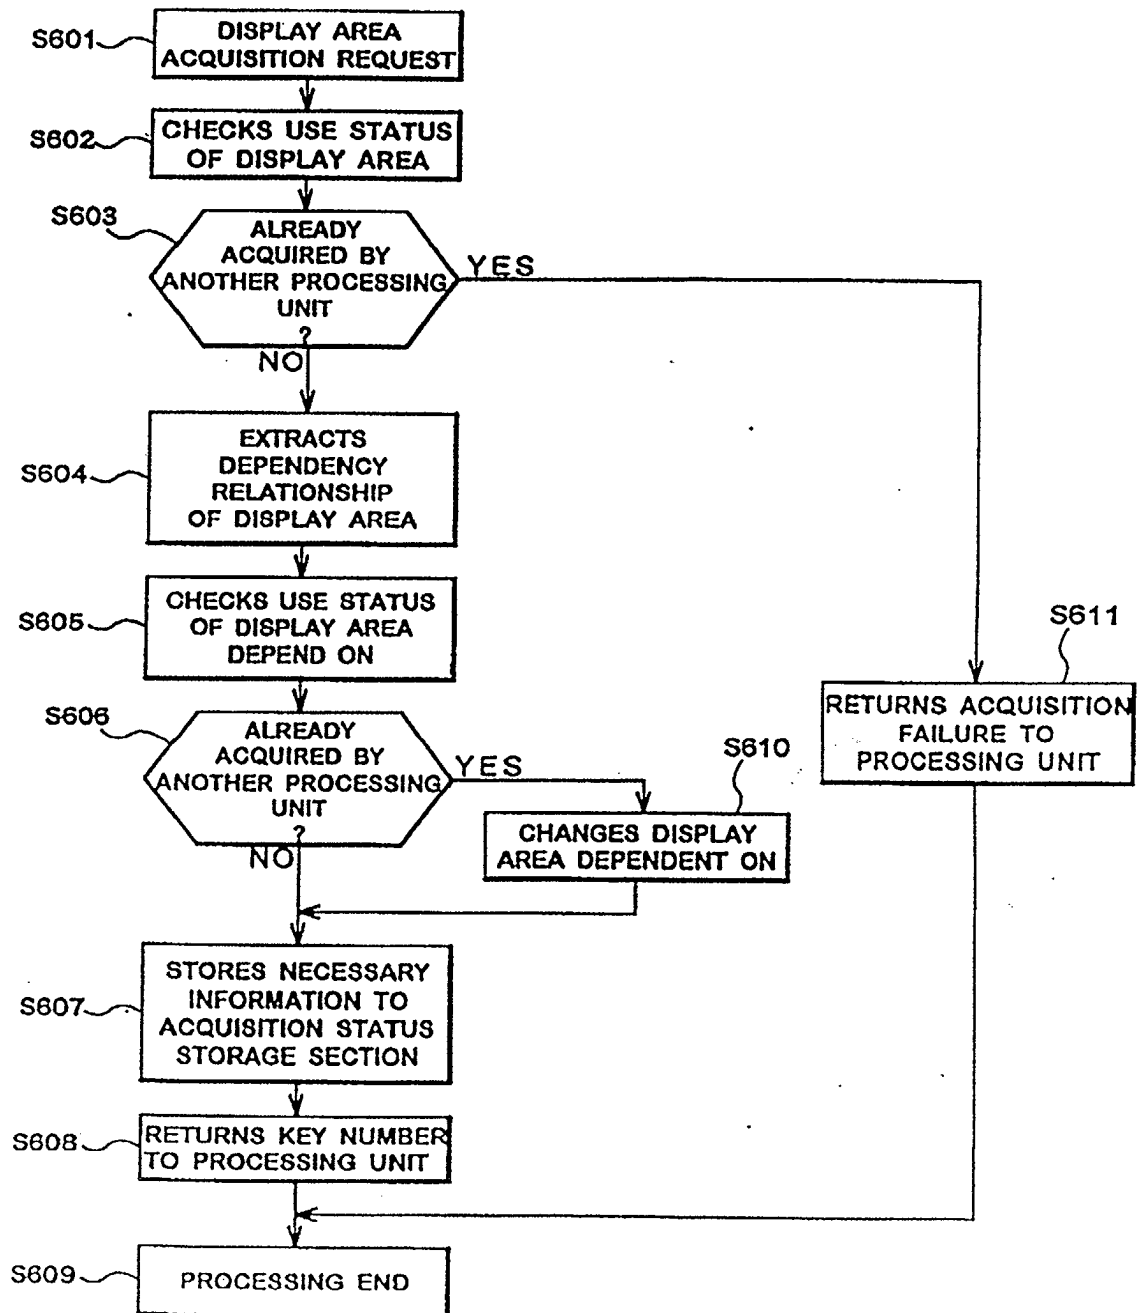 S601
DISPLAY AREA
ACQUISITION REQUEST
S602
CHECKS USE STATUS
OF DISPLAY AREA
S603
ALREADY
ACQUIRED BY
ANOTHER PROCESSING
UNIT
?
YES
NO
S604
EXTRACTS
DEPENDENCY
RELATIONSHIP
OF DISPLAY AREA
S605
CHECKS USE STATUS
OF DISPLAY AREA
DEPEND ON
S606
ALREADY
ACQUIRED BY
ANOTHER PROCESSING
UNIT
?
YES
NO
S610
CHANGES DISPLAY
AREA DEPENDENT ON
S611
RETURNS ACQUISITION
FAILURE TO
PROCESSING UNIT
S607
STORES NECESSARY
INFORMATION TO
ACQUISITION STATUS
STORAGE SECTION
S608
RETURNS KEY NUMBER
TO PROCESSING UNIT
S609
PROCESSING END